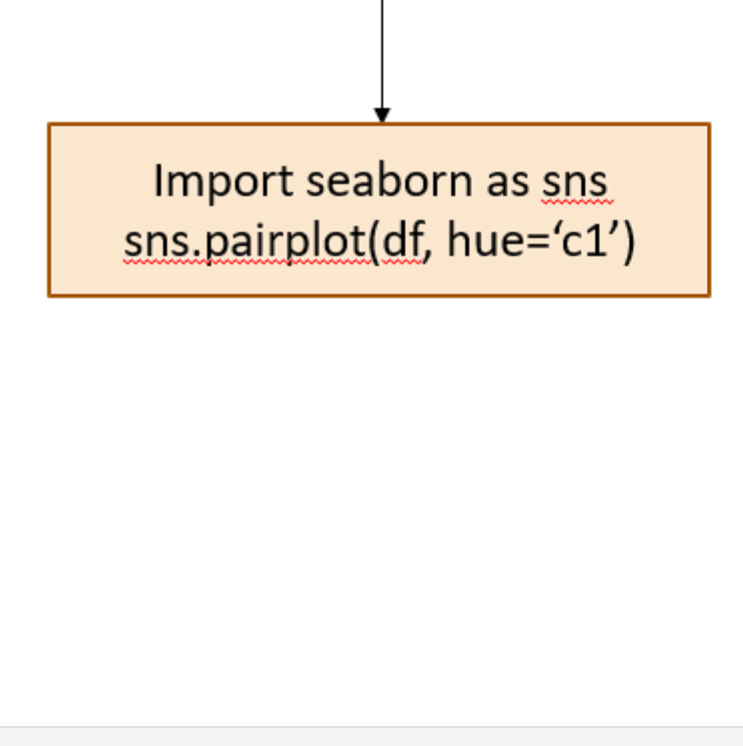 Import seaborn as sns
sns.pairplot(df, hue=‘c1’)